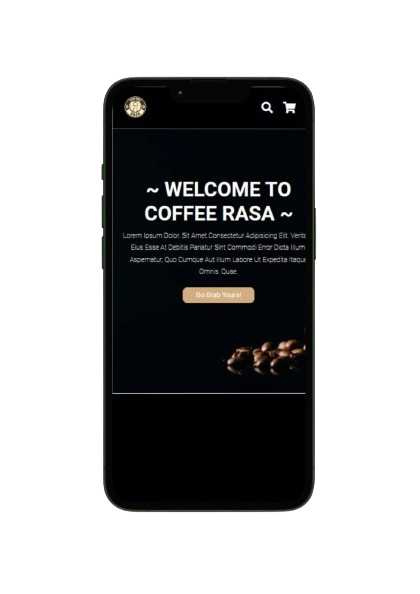 ~ WELCOME TO
COFFEE RASA ~
Lorem Ipsum Dolor, Sit Amet Consectetur Adipisicing Elit. Verita
Eius Esse At Debitis Pariatur Sint Commodi Error Dicta Illum
Aspernatur, Quo Cumque Aut Illum Labore Ut Expedita Itaque
Omnis, Quae.
Go Grab Yours!